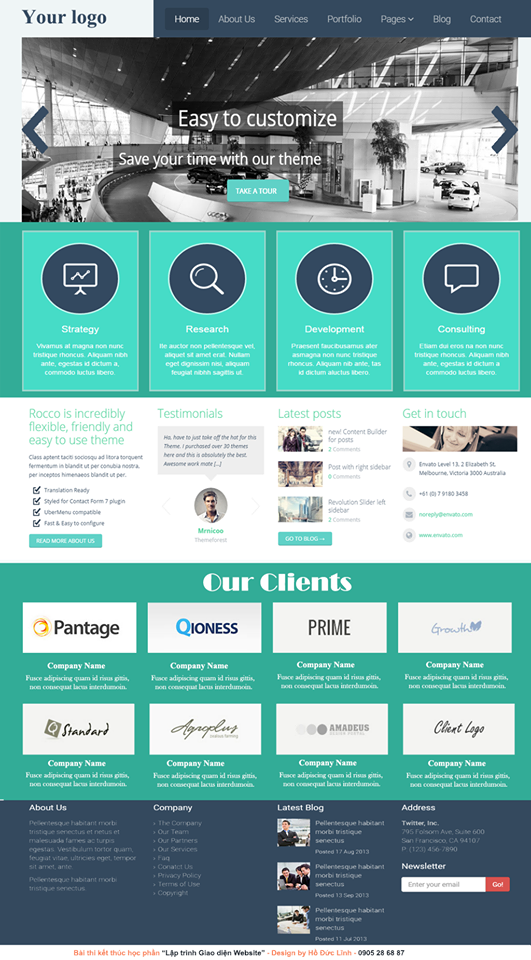 Your logo
Home About Us Services Portfolio Pages Blog Contact
Easy to customize
Save your time with our theme
TAKE A TOUR
Strategy
Vivamus at magna non nunc
tristique rhoncus. Aliquam nibh
ante, egestas id dictum a,
commodo luctus libero.
Research
Ite auctor non pellentesque vel,
aliquet sit amet erat. Nullam
eget dignissim nisi, aliquam
feugiat nibhh sagittis ut.
Development
Praesent faucibusamus ater
asmagna non nunc tristique
rhoncus. Aliquam nibh ante, las
id dictum aluctus libero.
Consulting
Etiam dui eros na non nunc
tristique rhoncus. Aliquam nibh
ante, egestas id dictum a,
commodo luctus libero.
Rocco is incredibly
flexible, friendly and
easy to use theme
Class aptent taciti sociosqu ad litora torquent
fermentum in blandit ut per conubia nostra,
per inceptos himenaeos blandit ut per.
Translation Ready
Styled for Contact Form 7 plugin
UberMenu compatible
Fast & Easy to configure
READ MORE ABOUT US
Testimonials
Ho, have to just take off the hat for this
Theme. I purchased over 30 themes
here and this is absolutely the best.
Awesome work mate [...]
Mrnicoo
Themeforest
Latest posts
new! Content Builder
for posts
2 Comments
Post with right sidebar
0 Comments
Revolution Slider left
sidebar
2 Comments
GO TO BLOG →
Get in touch
Envato Level 13, 2 Elizabeth St.
Melbourne, Victoria 3000 Australia
+61 (0) 7 9180 3458
noreply@envato.com
www.envato.com
Our Clients
Pantage
QIONESS
PRIME
Growth
Company Name
Fusce adipiscing quam id risus gittis,
non consequat lacus interdumoin.
Company Name
Fusce adipiscing quam id risus gittis,
non consequat lacus interdumoin.
Company Name
Fusce adipiscing quam id risus gittis,
non consequat lacus interdumoin.
Company Name
Fusce adipiscing quam id risus gittis,
non consequat lacus interdumoin.
Standard
Agroplus
AMADEUS
Client Logo
Company Name
Fusce adipiscing quam id risus gittis,
non consequat lacus interdumoin.
Company Name
Fusce adipiscing quam id risus gittis,
non consequat lacus interdumoin.
Company Name
Fusce adipiscing quam id risus gittis,
non consequat lacus interdumoin.
Company Name
Fusce adipiscing quam id risus gittis,
non consequat lacus interdumoin.
About Us
Pellentesque habitant morbi
tristique senectus et netus et
malesuada fames ac turpis
egestas. Vestibulum tortor quam,
feugiat vitae, ultricies eget, tempor
sit amet, ante.
Pellentesque habitant morbi
tristique senectus
Company
› The Company
› Our Team
› Our Partners
› Our Services
› Faq
› Conatct Us
› Privacy Policy
› Terms of Use
› Copyright
Latest Blog
Pellentesque habitant
morbi tristique
senectus
Posted 17 Aug 2013
Pellentesque habitant
morbi tristique
senectus
Posted 13 Sep 2013
Pellentesque habitant
morbi tristique
senectus
Posted 11 Jul 2013
Address
Twitter, Inc.
795 Folsom Ave, Suite 600
San Francisco, CA 94107
P: (123) 456-7890
Newsletter
Enter your email Go!
Bài thi kết thúc học phần “Lập trình Giao diện Website” - Design by Hồ Đức Lĩnh - 0905 28 68 87